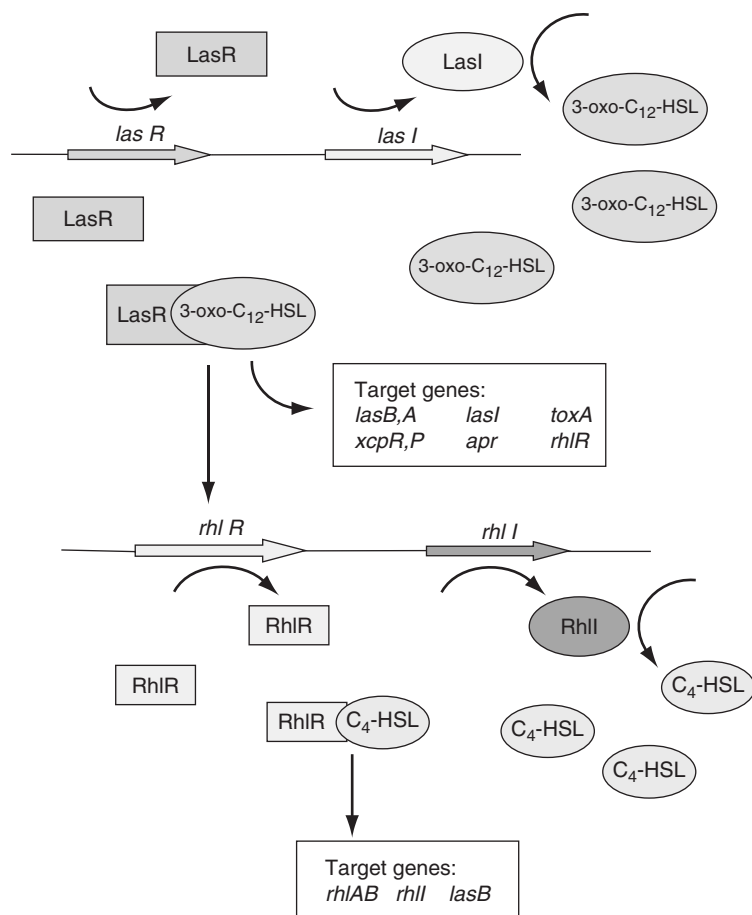 LasR
LasI
3-oxo-C12-HSL
las R
las I
LasR
3-oxo-C12-HSL
3-oxo-C12-HSL
LasR
3-oxo-C12-HSL
Target genes:
lasB,A lasI toxA
xcpR,P apr rhlR
rhl R
rhl I
RhlR
RhlI
RhlR
C4-HSL
RhlR
C4-HSL
C4-HSL
C4-HSL
Target genes:
rhlAB rhlI lasB